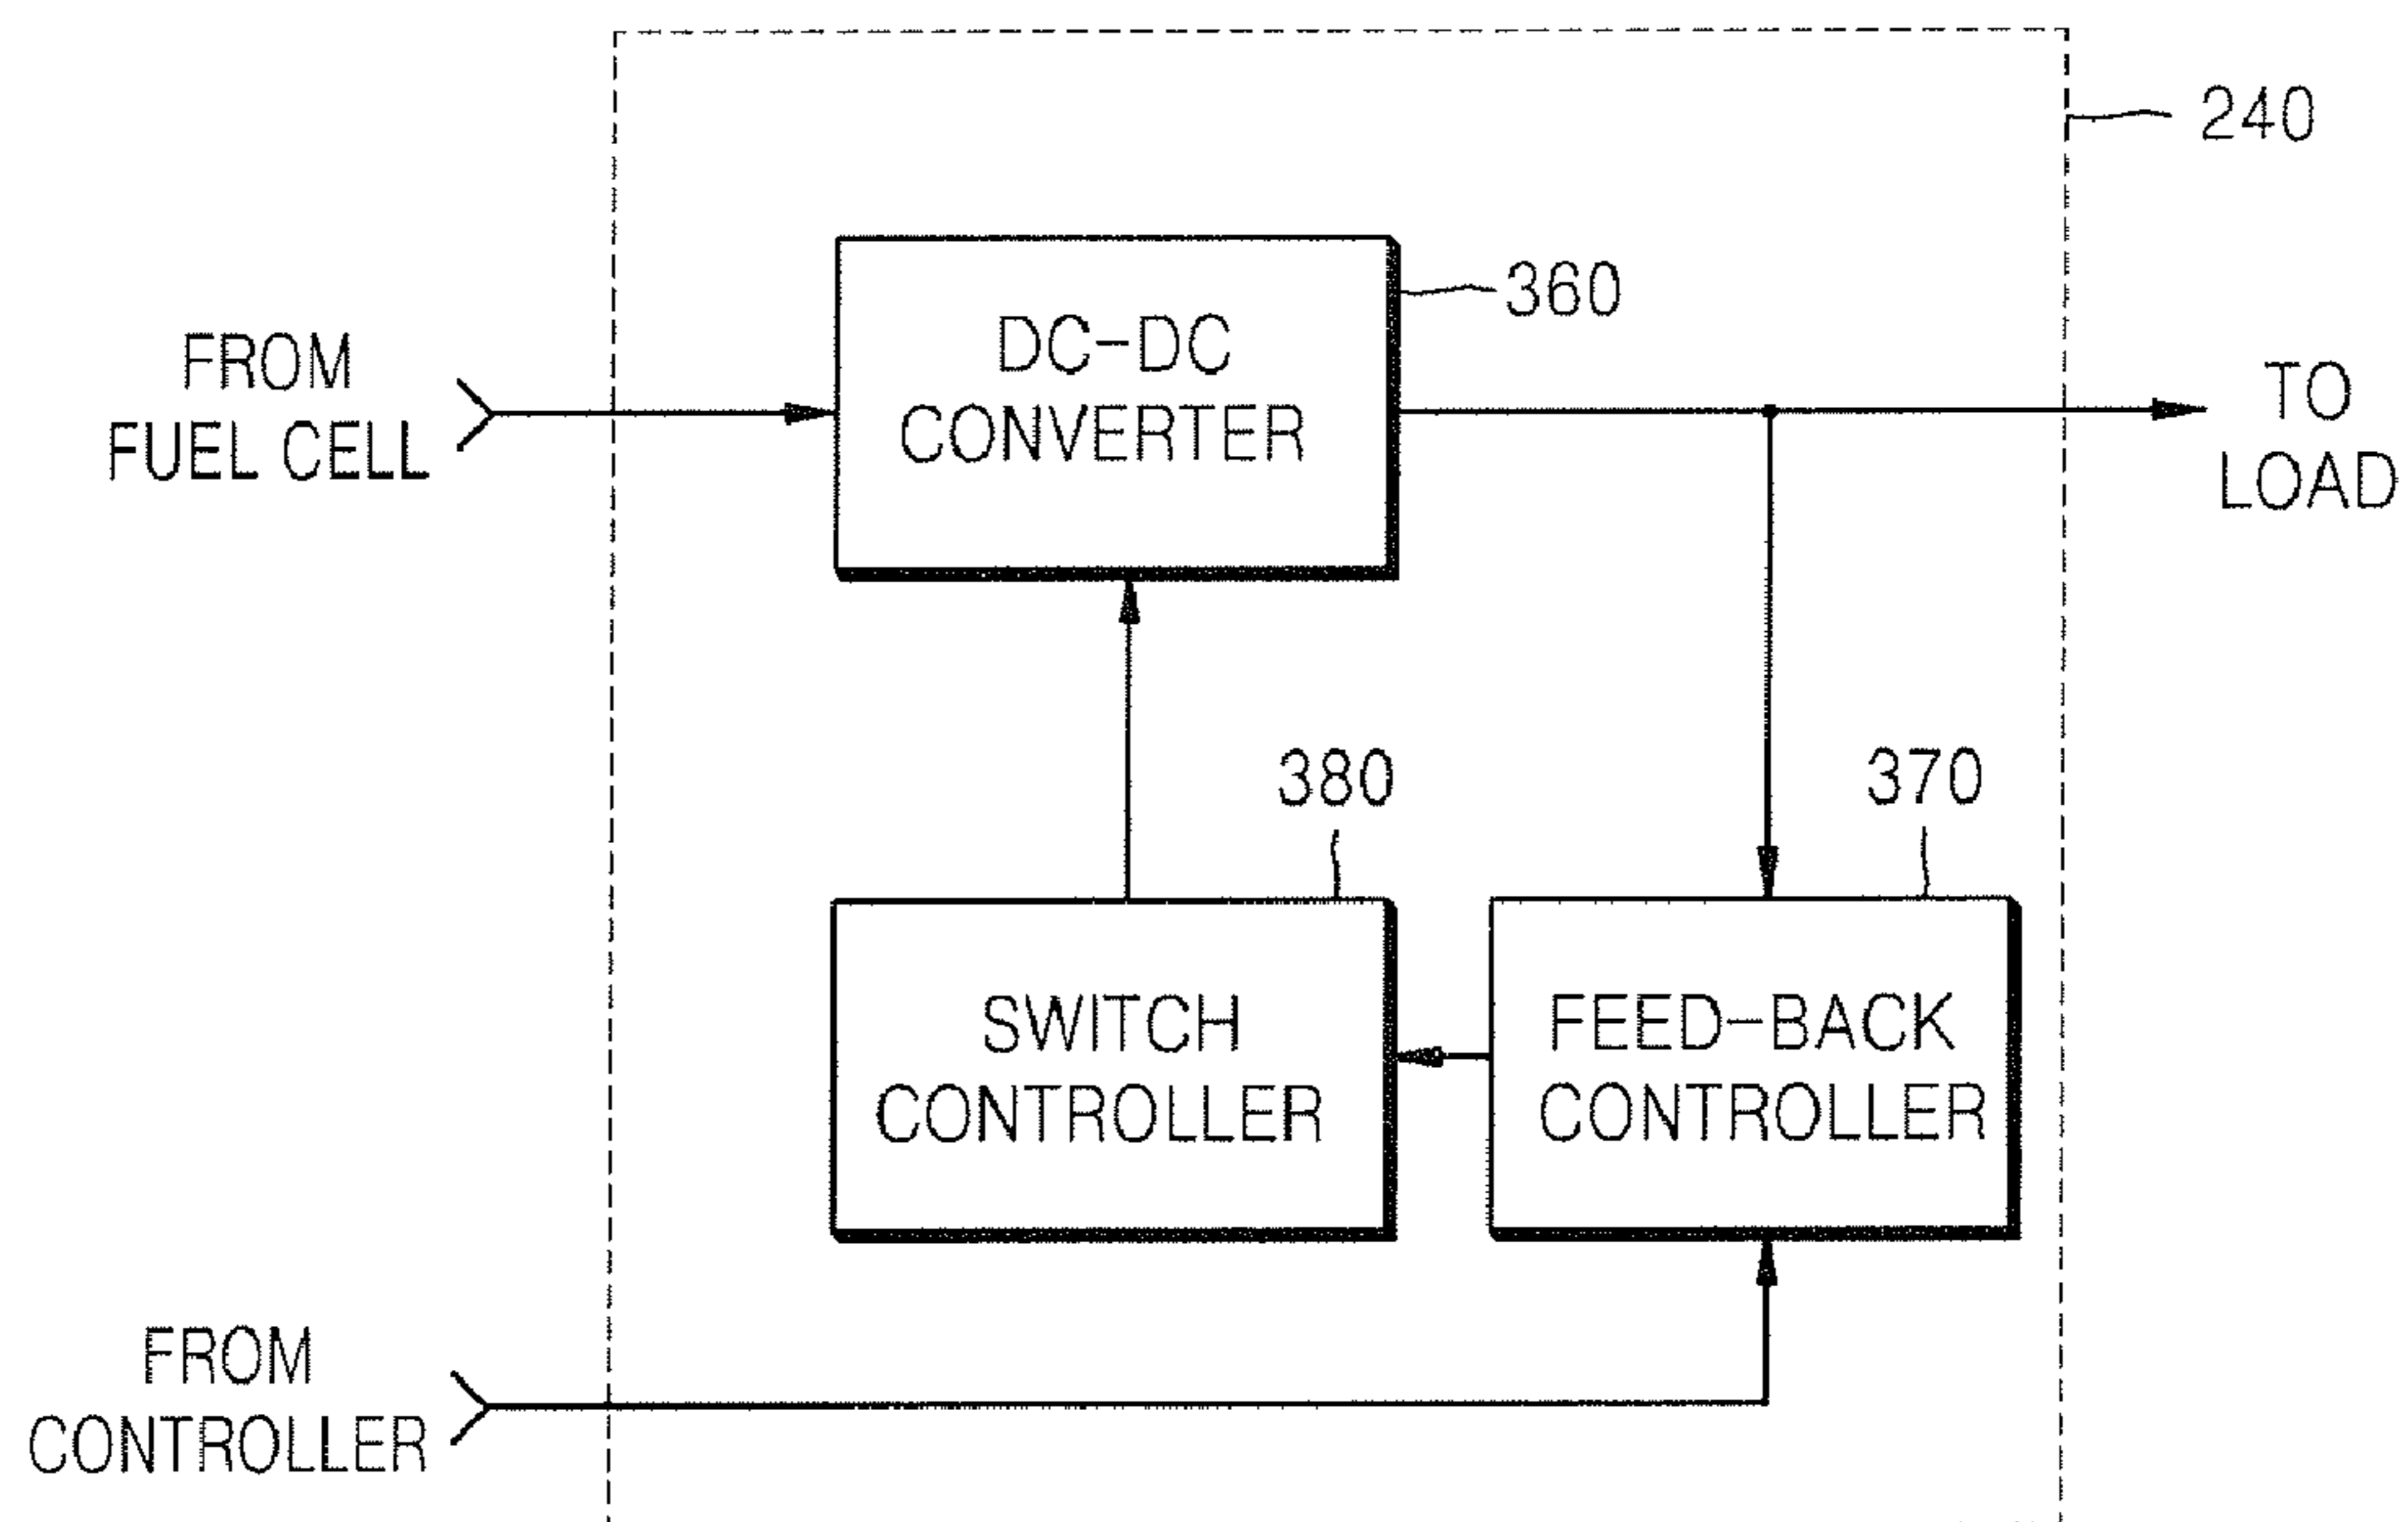 240
360
DC-DC
CONVERTER
FROM
FUEL CELL
TO
LOAD
380
370
SWITCH
CONTROLLER
FEED-BACK
CONTROLLER
FROM
CONTROLLER